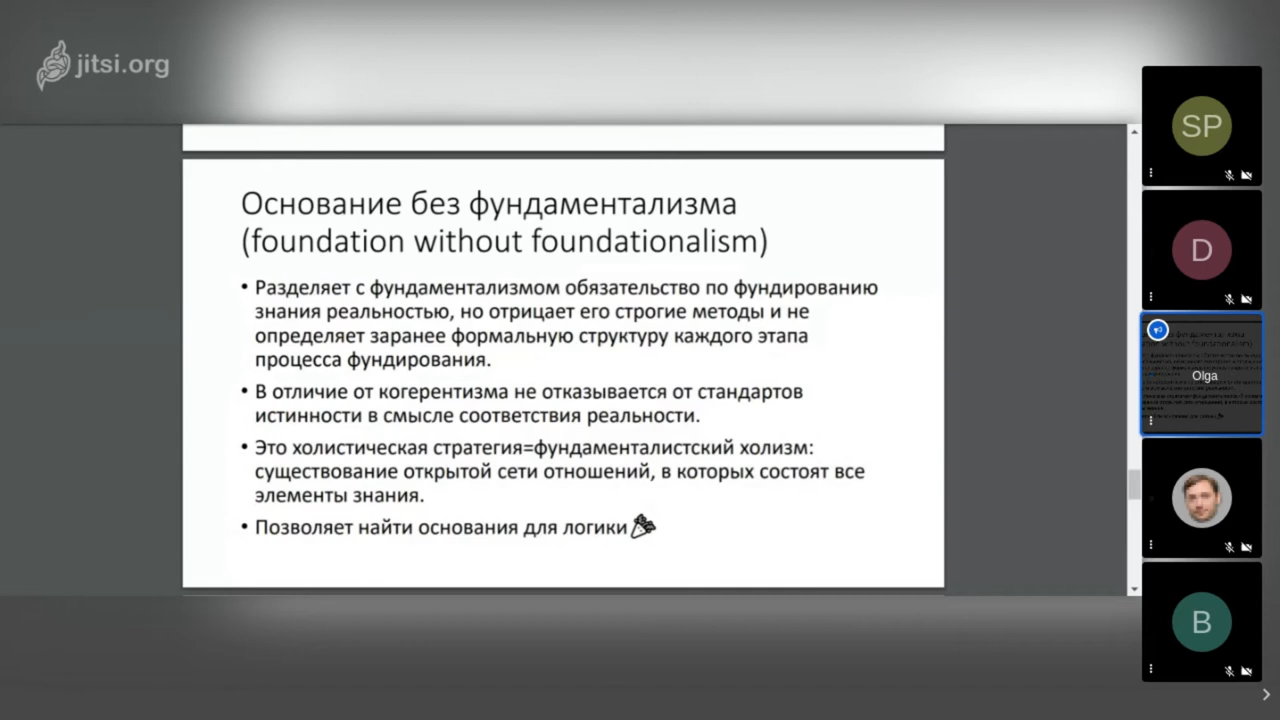 jitsi.org
Основание без фундаментализма
(foundation without foundationalism)
• Разделяет с фундаментализмом обязательство по фундированию
знания реальностью, но отрицает его строгие методы и не
определяет заранее формальную структуру каждого этапа
процесса фундирования.
• В отличие от когерентизма не отказывается от стандартов
истинности в смысле соответствия реальности.
• Это холистическая стратегия=фундаменталистский холизм:
существование открытой сети отношений, в которых состоят все
элементы знания.
• Позволяет найти основания для логики
SP
D
Olga
B